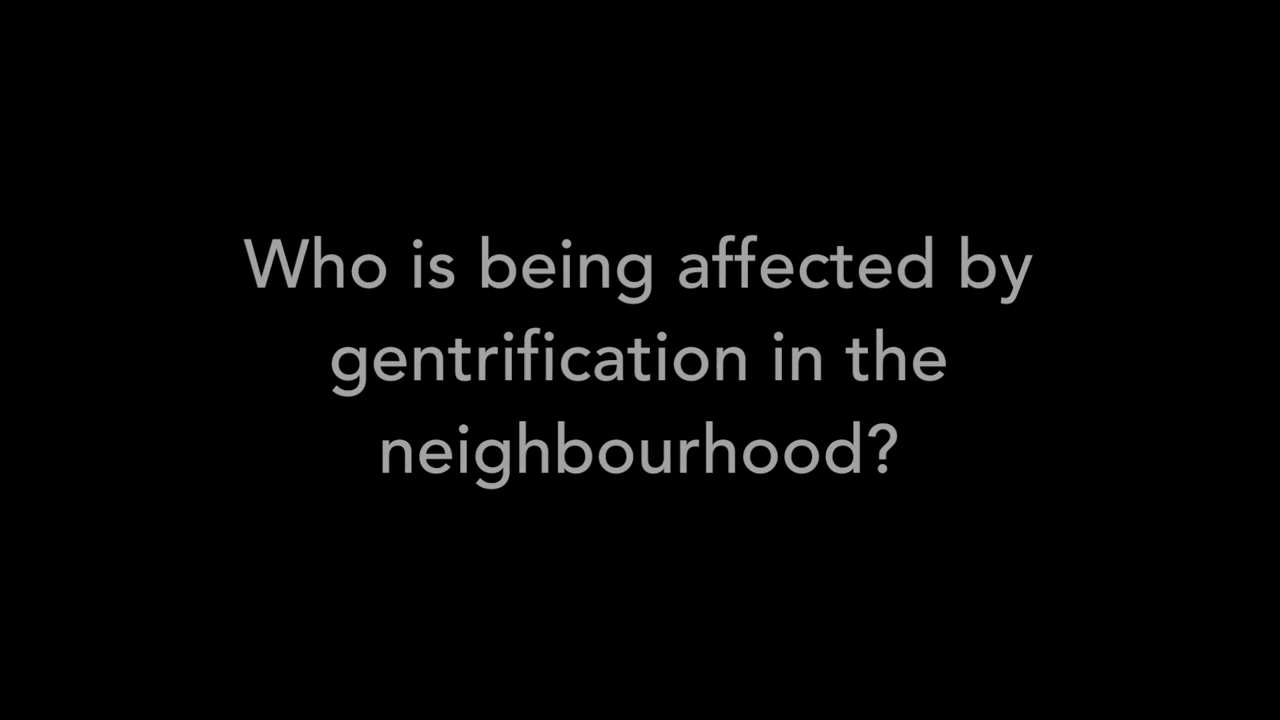 Who is being affected by
gentrification in the
neighbourhood?